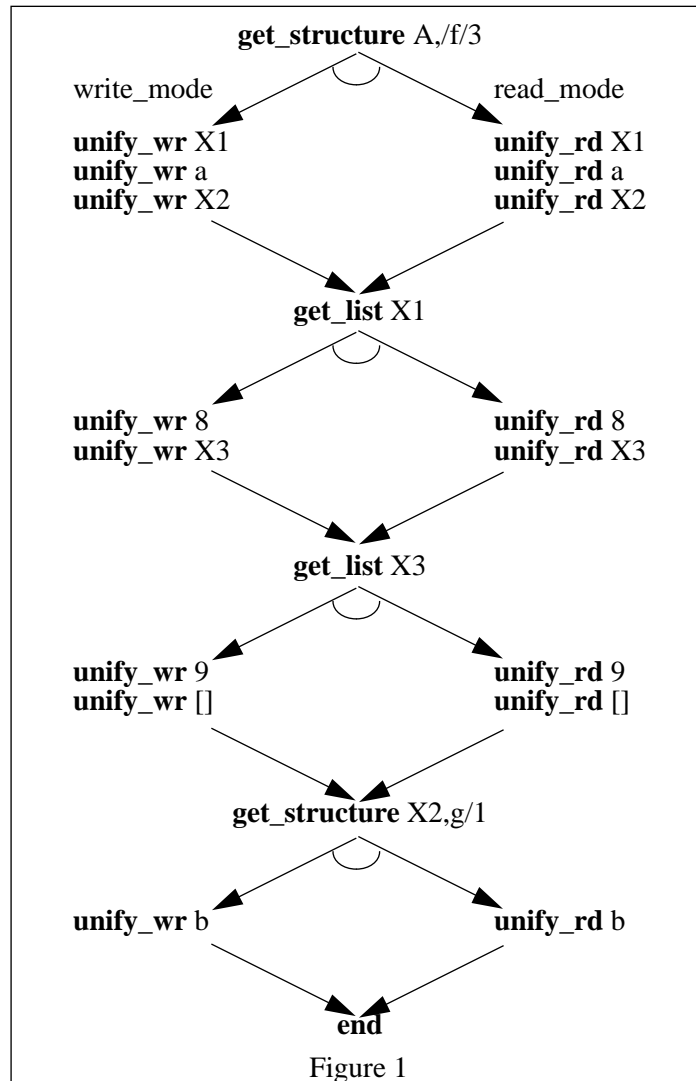 get_structure A,/f/3
write_mode read_mode
unify_wr X1 unify_rd X1
unify_wr a unify_rd a
unify_wr X2 unify_rd X2
get_list X1
unify_wr 8 unify_rd 8
unify_wr X3 unify_rd X3
get_list X3
unify_wr 9 unify_rd 9
unify_wr [] unify_rd []
get_structure X2,g/1
unify_wr b unify_rd b
end
Figure 1